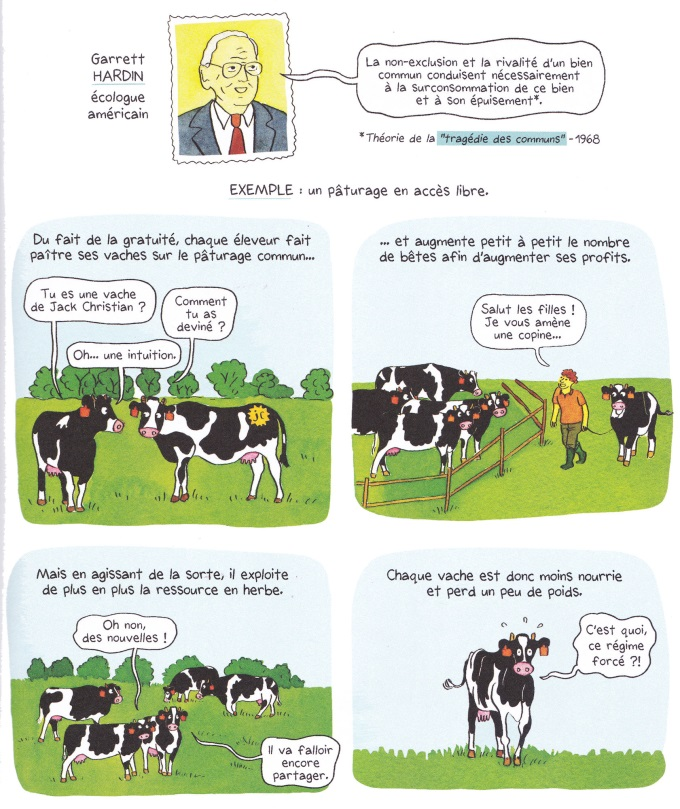 Garrett
HARDIN
écologue
américain
La non-exclusion et la rivalité d'un bien
commun conduisent nécessairement
à la surconsommation de ce bien
et à son épuisement*.
*Théorie de la "tragédie des communs" - 1968
EXEMPLE : un pâturage en accès libre.
Du fait de la gratuité, chaque éleveur fait
paître ses vaches sur le pâturage commun...
Tu es une vache
de Jack Christian ?
Comment
tu as
deviné ?
Oh... une intuition.
JC
... et augmente petit à petit le nombre
de bêtes afin d'augmenter ses profits.
Salut les filles !
Je vous amène
une copine...
Mais en agissant de la sorte, il exploite
de plus en plus la ressource en herbe.
Oh non,
des nouvelles !
Il va falloir
encore
partager.
Chaque vache est donc moins nourrie
et perd un peu de poids.
C'est quoi,
ce régime
forcé ?!